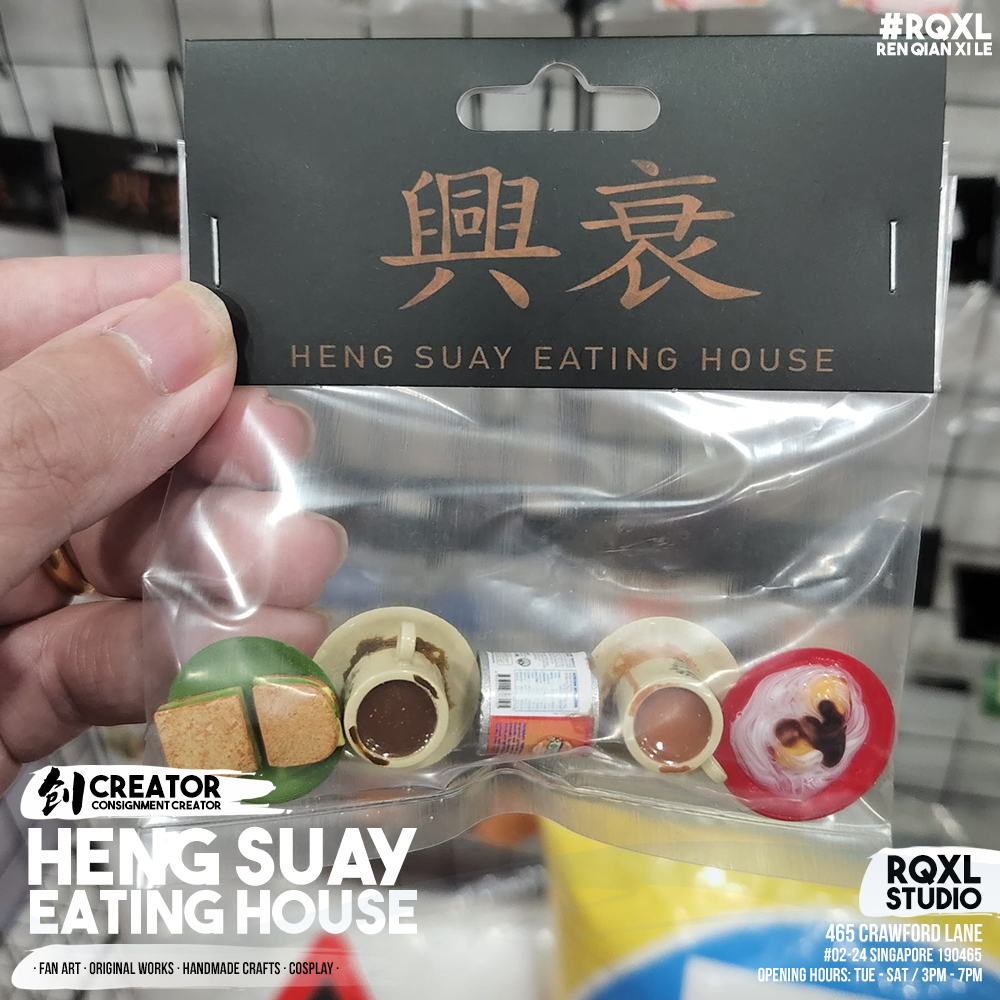 #RQXL
REN QIAN XI LE
興衰
HENG SUAY EATING HOUSE
創 CREATOR
CONSIGNMENT CREATOR
HENG SUAY
EATING HOUSE
· FAN ART · ORIGINAL WORKS · HANDMADE CRAFTS · COSPLAY ·
RQXL
STUDIO
465 CRAWFORD LANE
#02-24 SINGAPORE 190465
OPENING HOURS: TUE - SAT / 3PM - 7PM